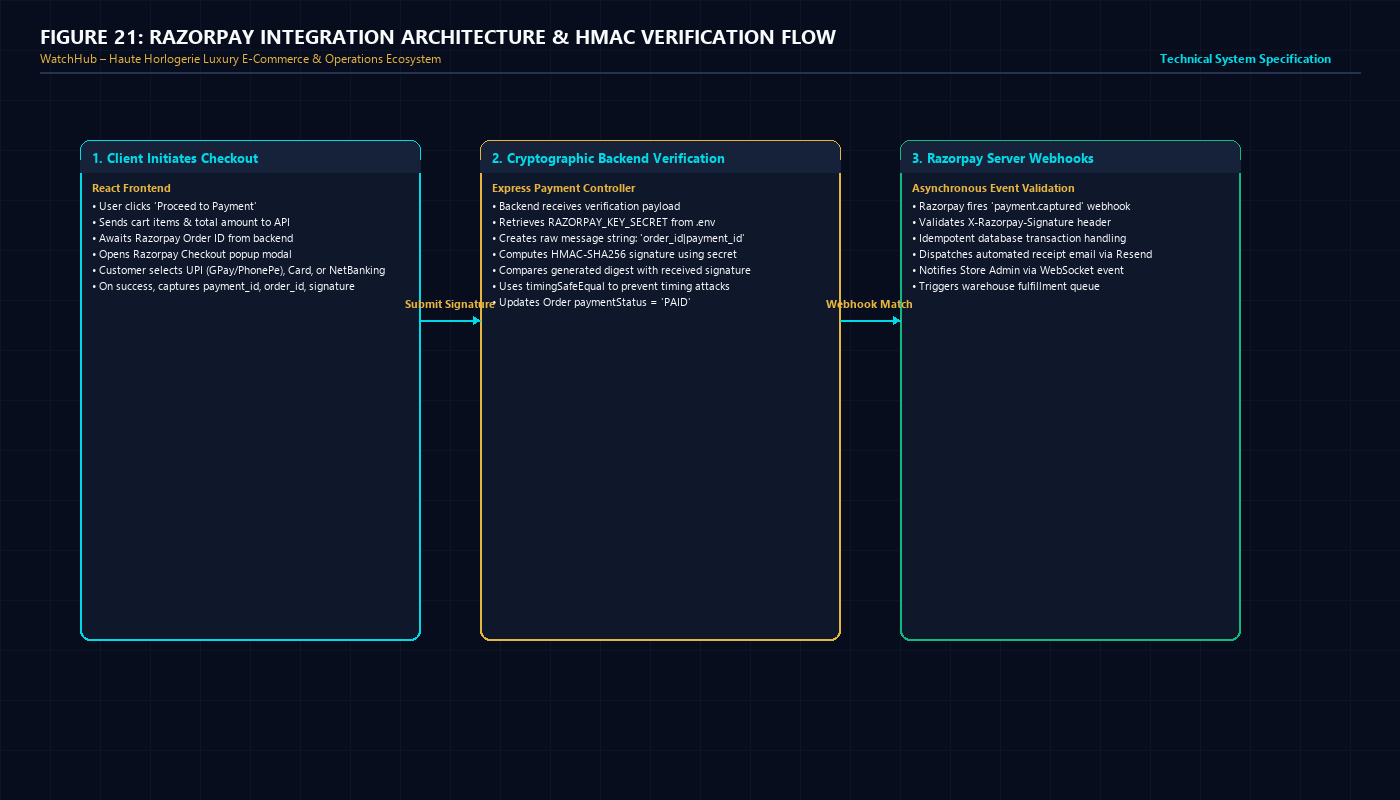 FIGURE 21: RAZORPAY INTEGRATION ARCHITECTURE & HMAC VERIFICATION FLOW
WatchHub – Haute Horlogerie Luxury E-Commerce & Operations Ecosystem
Technical System Specification
1. Client Initiates Checkout
React Frontend
• User clicks 'Proceed to Payment'
• Sends cart items & total amount to API
• Awaits Razorpay Order ID from backend
• Opens Razorpay Checkout popup modal
• Customer selects UPI (GPay/PhonePe), Card, or NetBanking
• On success, captures payment_id, order_id, signature
Submit Signature
2. Cryptographic Backend Verification
Express Payment Controller
• Backend receives verification payload
• Retrieves RAZORPAY_KEY_SECRET from .env
• Creates raw message string: 'order_id|payment_id'
• Computes HMAC-SHA256 signature using secret
• Compares generated digest with received signature
• Uses timingSafeEqual to prevent timing attacks
• Updates Order paymentStatus = 'PAID'
Webhook Match
3. Razorpay Server Webhooks
Asynchronous Event Validation
• Razorpay fires 'payment.captured' webhook
• Validates X-Razorpay-Signature header
• Idempotent database transaction handling
• Dispatches automated receipt email via Resend
• Notifies Store Admin via WebSocket event
• Triggers warehouse fulfillment queue